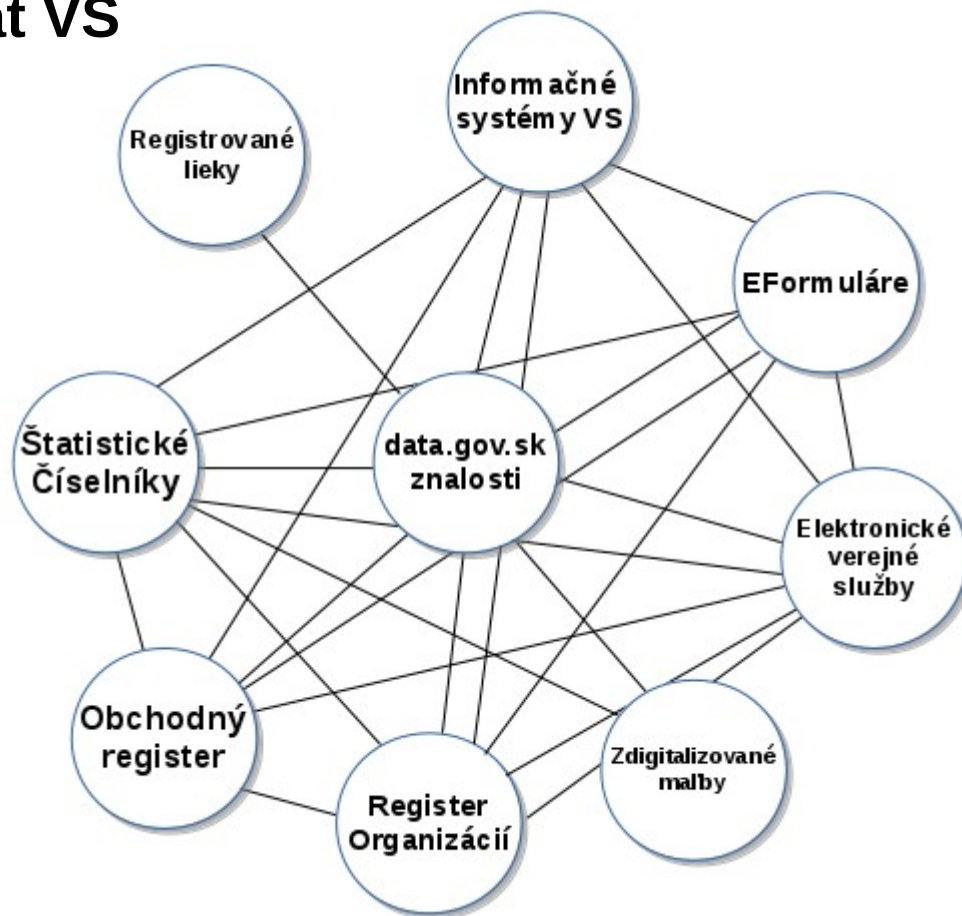 VS
Informačné
systémy VS
Registrované
lieky
EFormuláre
Štatistické
Číselníky
data.gov.sk
znalosti
Elektronické
verejné
služby
Obchodný
register
Register
Organizácií
Zdigitalizované
maľby